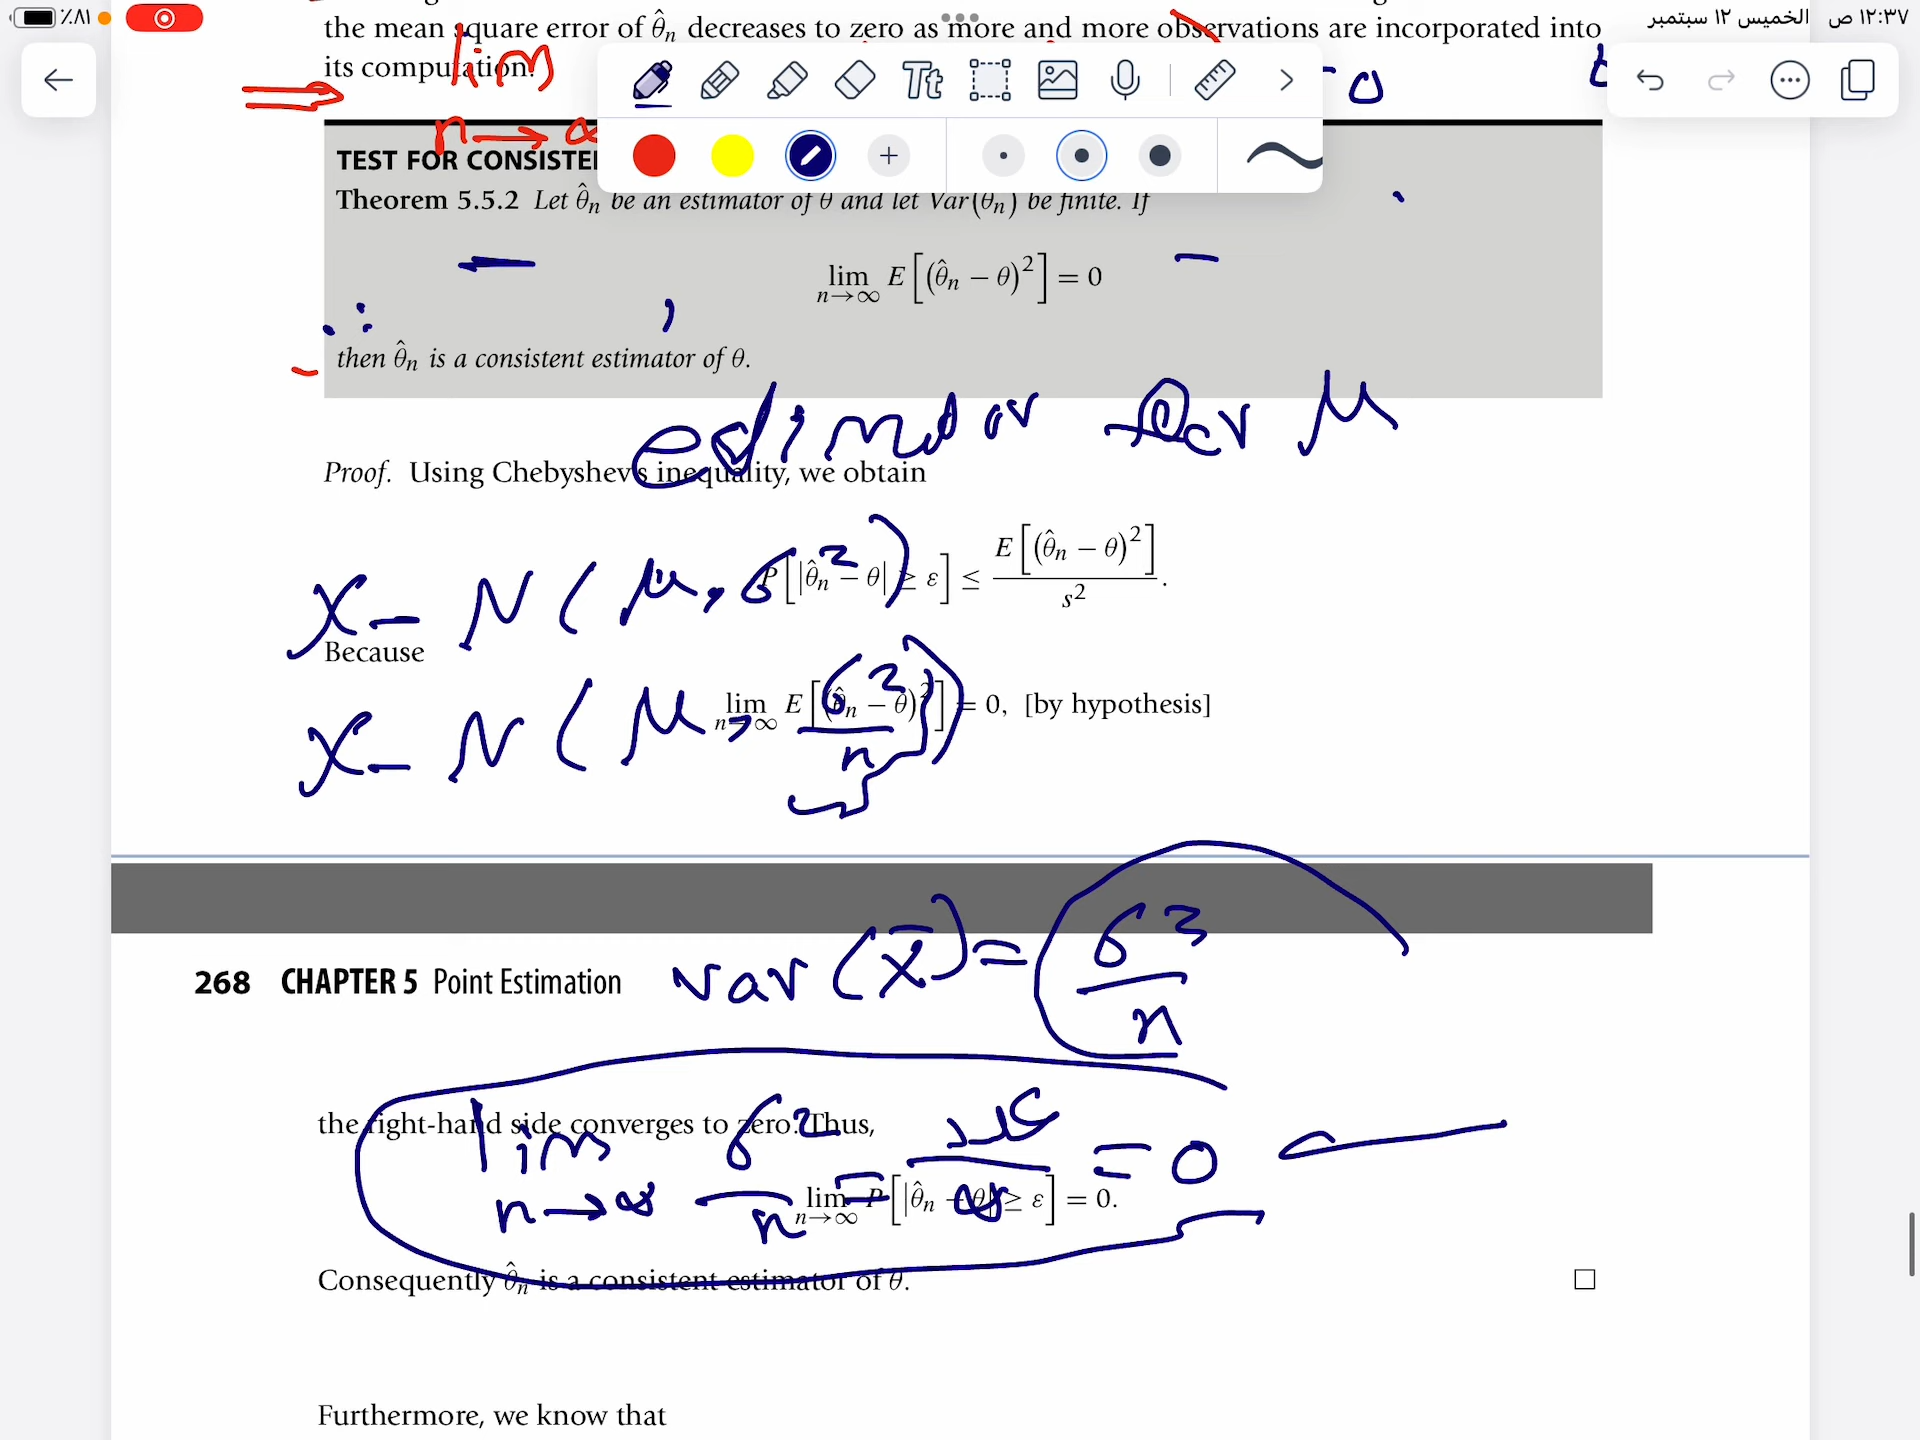 ٪٨١
الخميس ١٢ سبتمبر ١٢:٣٧ ص
the mean square error of θ̂n decreases to zero as more and more observations are incorporated into
its computation.
lim
n→∞
Tt
0
TEST FOR
Theorem 5.5.2 Let θ̂n be an estimator of θ and let Var(θ̂n) be finite. If
lim n→∞ E[(θ̂n − θ)²] = 0
then θ̂n is a consistent estimator of θ.
μ
Proof. Using Chebyshev's inequality, we obtain
P[|θ̂n − θ| ≥ ε] ≤ E[(θ̂n − θ)²] / s².
X ~ N(μ, σ²)
Because
lim n→∞ E[(θ̂n − θ)²] = 0, [by hypothesis]
X ~ N(μ, σ²/n)
var(x̄) = σ²/n
268 CHAPTER 5 Point Estimation
the right-hand side converges to zero. Thus,
lim n→∞ σ²/n = عدد/∞ = 0
lim n→∞ P[|θ̂n − θ| ≥ ε] = 0.
Consequently θ̂n is a consistent estimator of θ. □
Furthermore, we know that